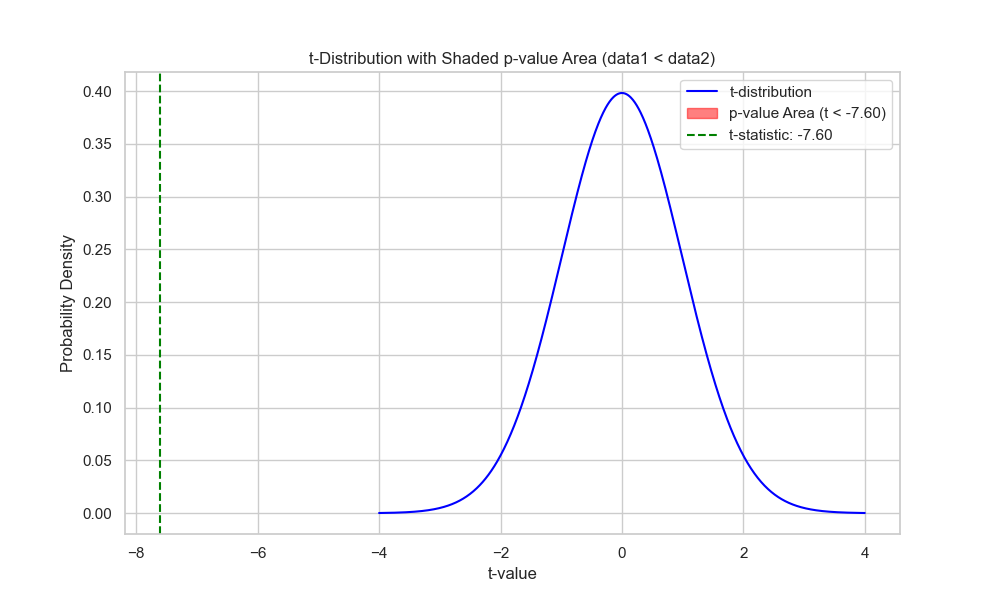 t-Distribution with Shaded p-value Area (data1 < data2)
t-distribution
p-value Area (t < -7.60)
t-statistic: -7.60
Probability Density
0.40
0.35
0.30
0.25
0.20
0.15
0.10
0.05
0.00
−8 −6 −4 −2 0 2 4
t-value